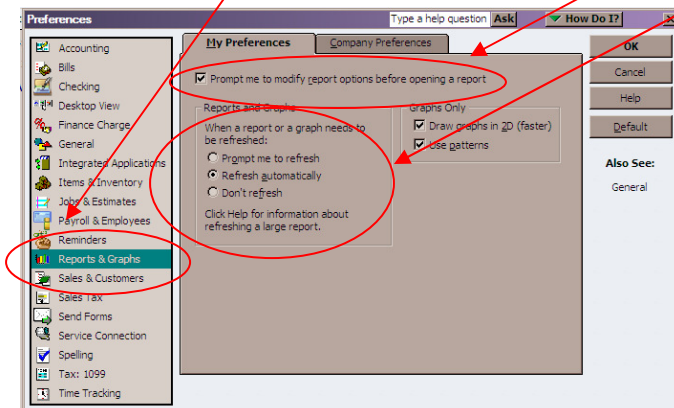 Preferences
Type a help question Ask
How Do I?
Accounting
Bills
Checking
Desktop View
Finance Charge
General
Integrated Applications
Items & Inventory
Jobs & Estimates
Payroll & Employees
Reminders
Reports & Graphs
Sales & Customers
Sales Tax
Send Forms
Service Connection
Spelling
Tax: 1099
Time Tracking
My Preferences
Company Preferences
Prompt me to modify report options before opening a report
Reports and Graphs
When a report or a graph needs to
be refreshed:
Prompt me to refresh
Refresh automatically
Don't refresh
Click Help for information about
refreshing a large report.
Graphs Only
Draw graphs in 2D (faster)
Use patterns
OK
Cancel
Help
Default
Also See:
General